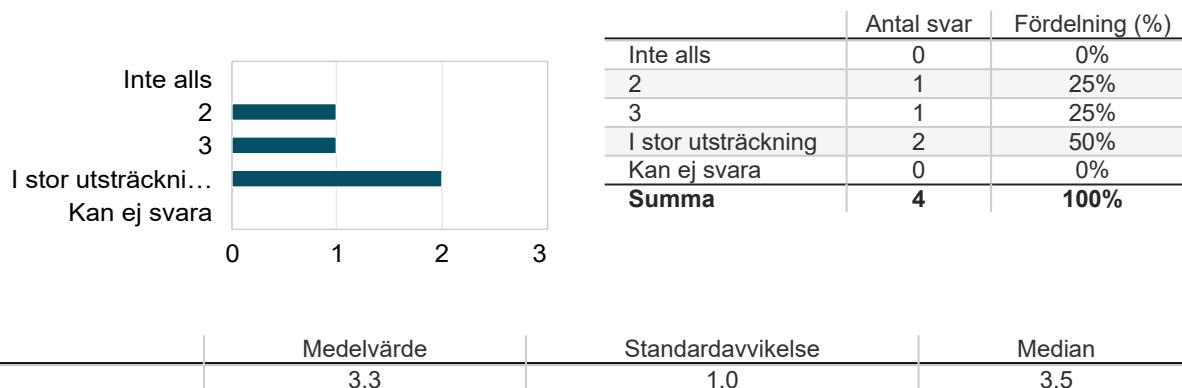 Inte alls
2
3
I stor utsträckni…
Kan ej svara
0 1 2 3
Antal svar Fördelning (%)
Inte alls 0 0%
2 1 25%
3 1 25%
I stor utsträckning 2 50%
Kan ej svara 0 0%
Summa 4 100%
Medelvärde Standardavvikelse Median
3,3 1,0 3,5